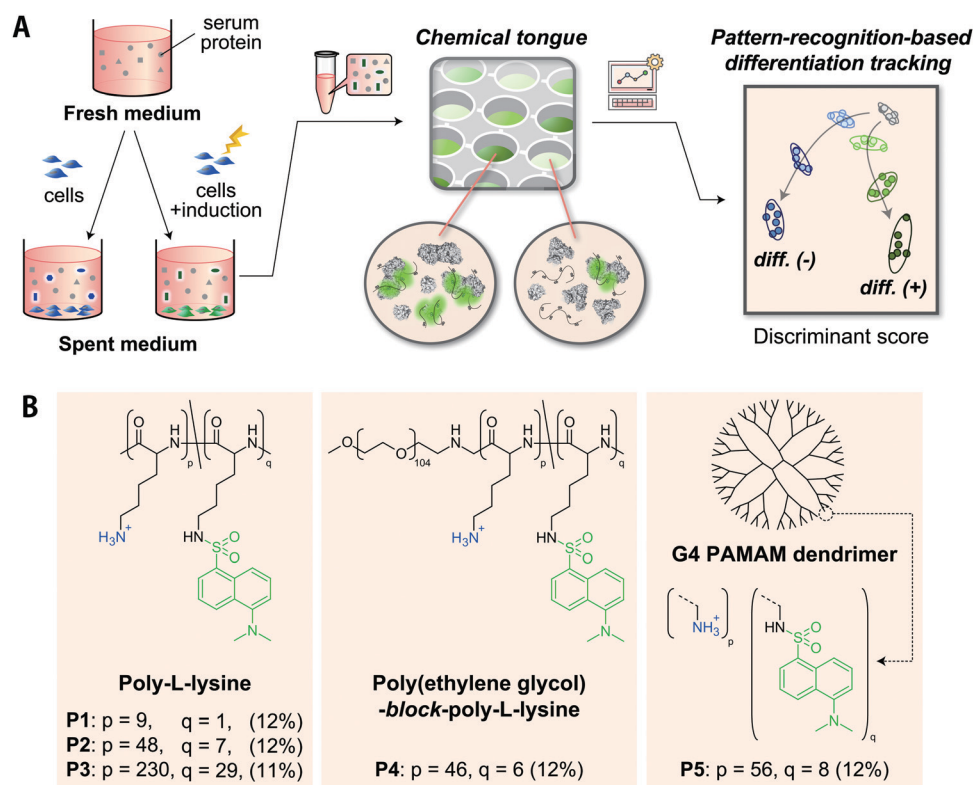 A
serum
protein
Fresh medium
cells
cells
+induction
Spent medium
Chemical tongue
Pattern-recognition-based
differentiation tracking
diff. (-)
diff. (+)
Discriminant score
B
O
N
H
p
O
H
N
q
H3N+
HN
S
O
O
N
Poly-L-lysine
P1: p = 9, q = 1, (12%)
P2: p = 48, q = 7, (12%)
P3: p = 230, q = 29, (11%)
O
O
104
H
N
O
H
N
p
O
H
N
q
H3N+
HN
S
O
O
N
Poly(ethylene glycol)
-block-poly-L-lysine
P4: p = 46, q = 6 (12%)
G4 PAMAM dendrimer
NH3+
p
HN
S
O
O
N
q
P5: p = 56, q = 8 (12%)